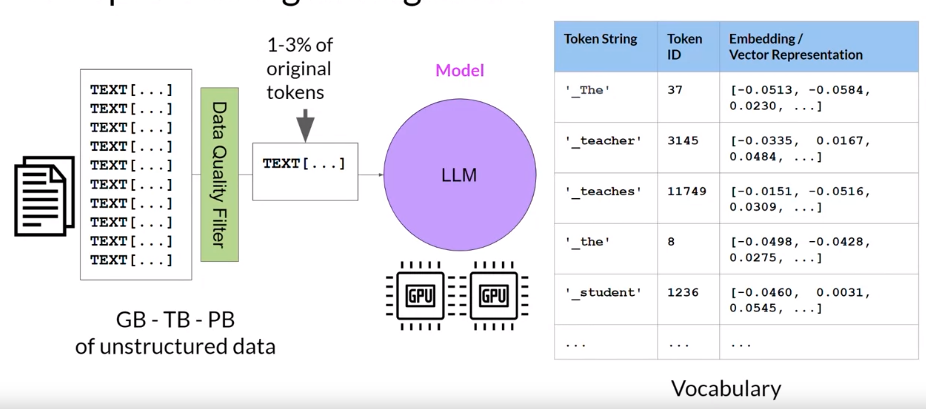 1-3% of
original
tokens
Model
TEXT[...]
TEXT[...]
TEXT[...]
TEXT[...]
TEXT[...]
TEXT[...]
TEXT[...]
TEXT[...]
TEXT[...]
TEXT[...]
Data Quality Filter
TEXT[...]
LLM
GPU
GPU
GB - TB - PB
of unstructured data
Token String Token ID Embedding / Vector Representation
'_The' 37 [-0.0513, -0.0584, 0.0230, ...]
'_teacher' 3145 [-0.0335, 0.0167, 0.0484, ...]
'_teaches' 11749 [-0.0151, -0.0516, 0.0309, ...]
'_the' 8 [-0.0498, -0.0428, 0.0275, ...]
'_student' 1236 [-0.0460, 0.0031, 0.0545, ...]
... ... ...
Vocabulary